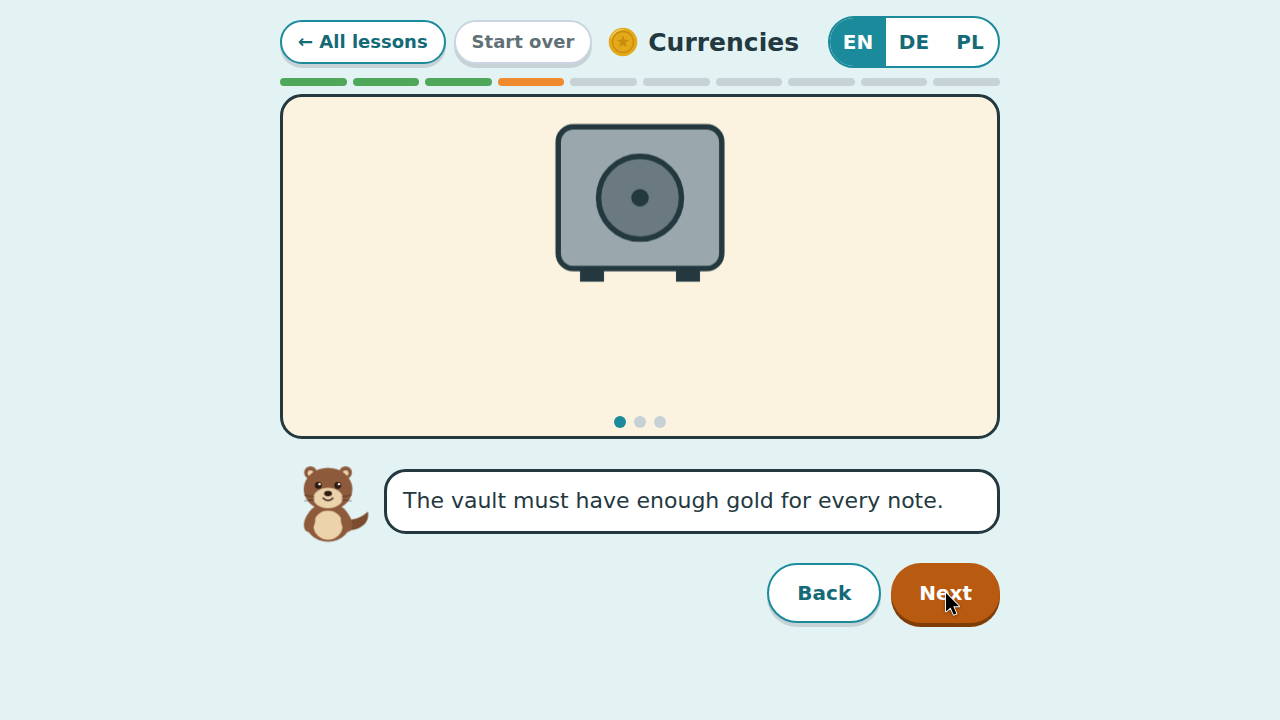 ← All lessons
Start over
Currencies
EN
DE
PL
The vault must have enough gold for every note.
Back
Next